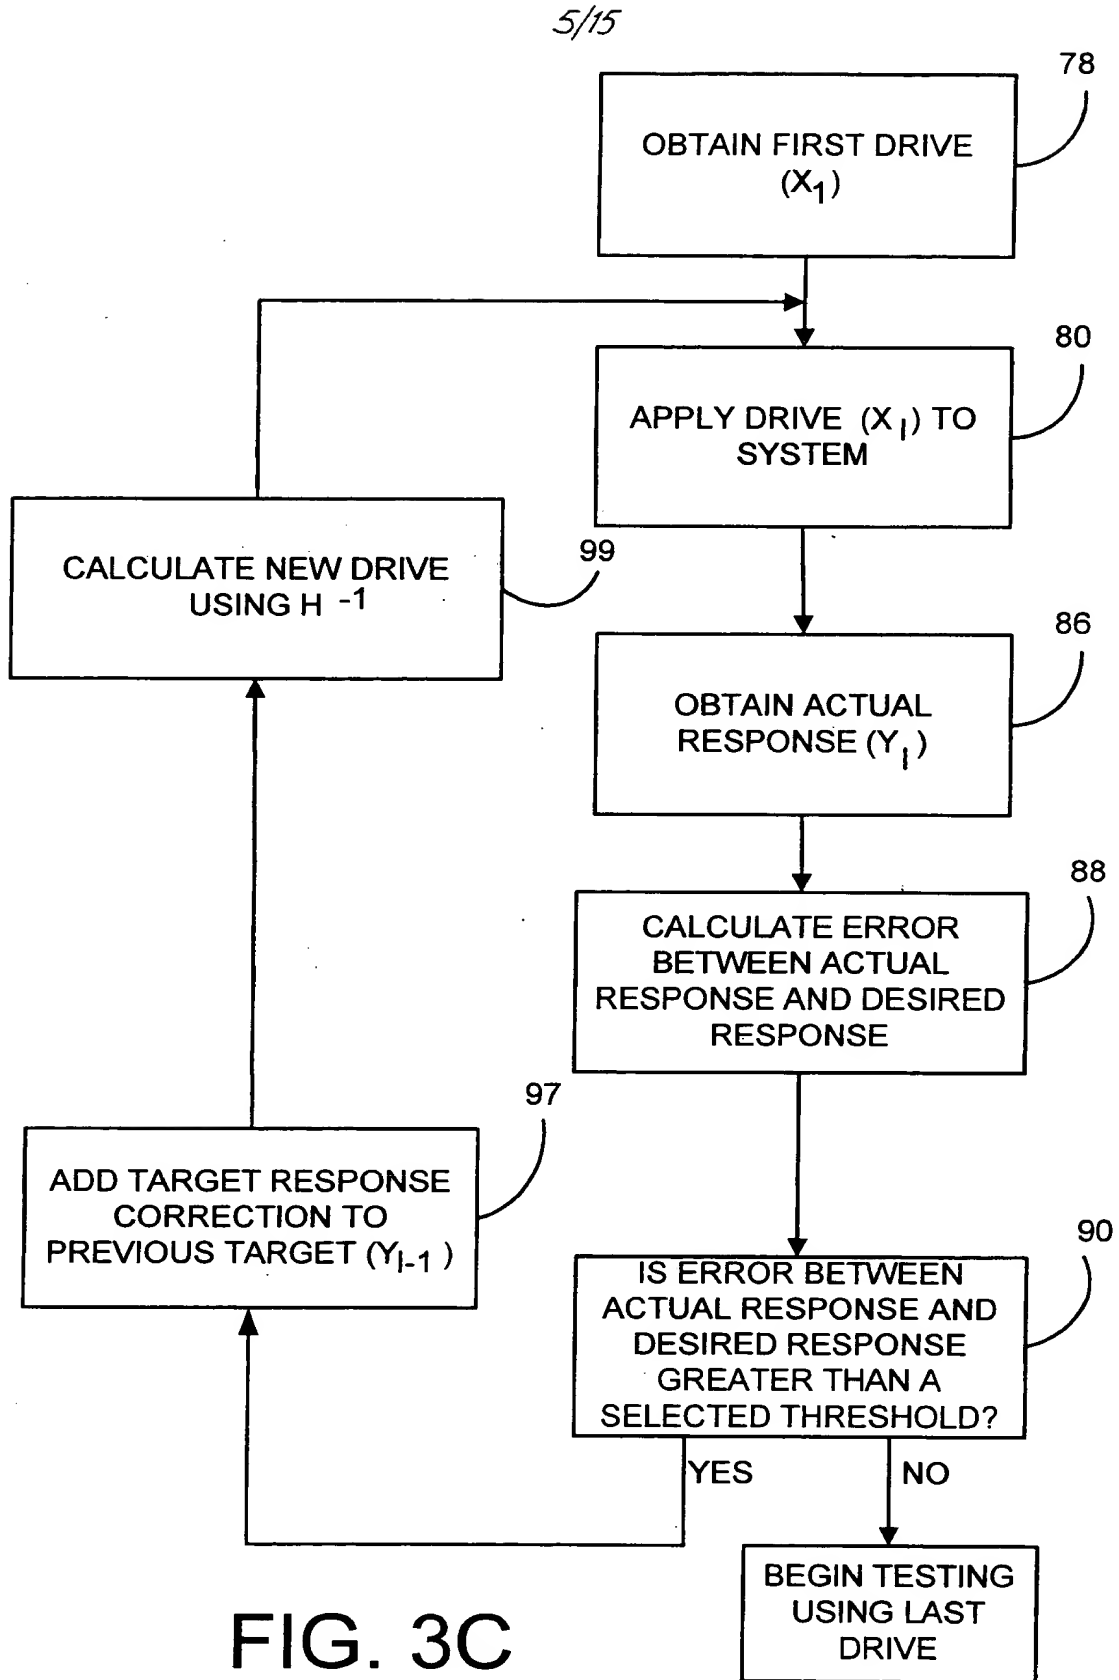 5/15
78
OBTAIN FIRST DRIVE
(X1)
80
APPLY DRIVE (X I) TO
SYSTEM
99
CALCULATE NEW DRIVE
USING H -1
86
OBTAIN ACTUAL
RESPONSE (Y I)
88
CALCULATE ERROR
BETWEEN ACTUAL
RESPONSE AND DESIRED
RESPONSE
97
ADD TARGET RESPONSE
CORRECTION TO
PREVIOUS TARGET (YI-1)
90
IS ERROR BETWEEN
ACTUAL RESPONSE AND
DESIRED RESPONSE
GREATER THAN A
SELECTED THRESHOLD?
YES
NO
BEGIN TESTING
USING LAST
DRIVE
FIG. 3C